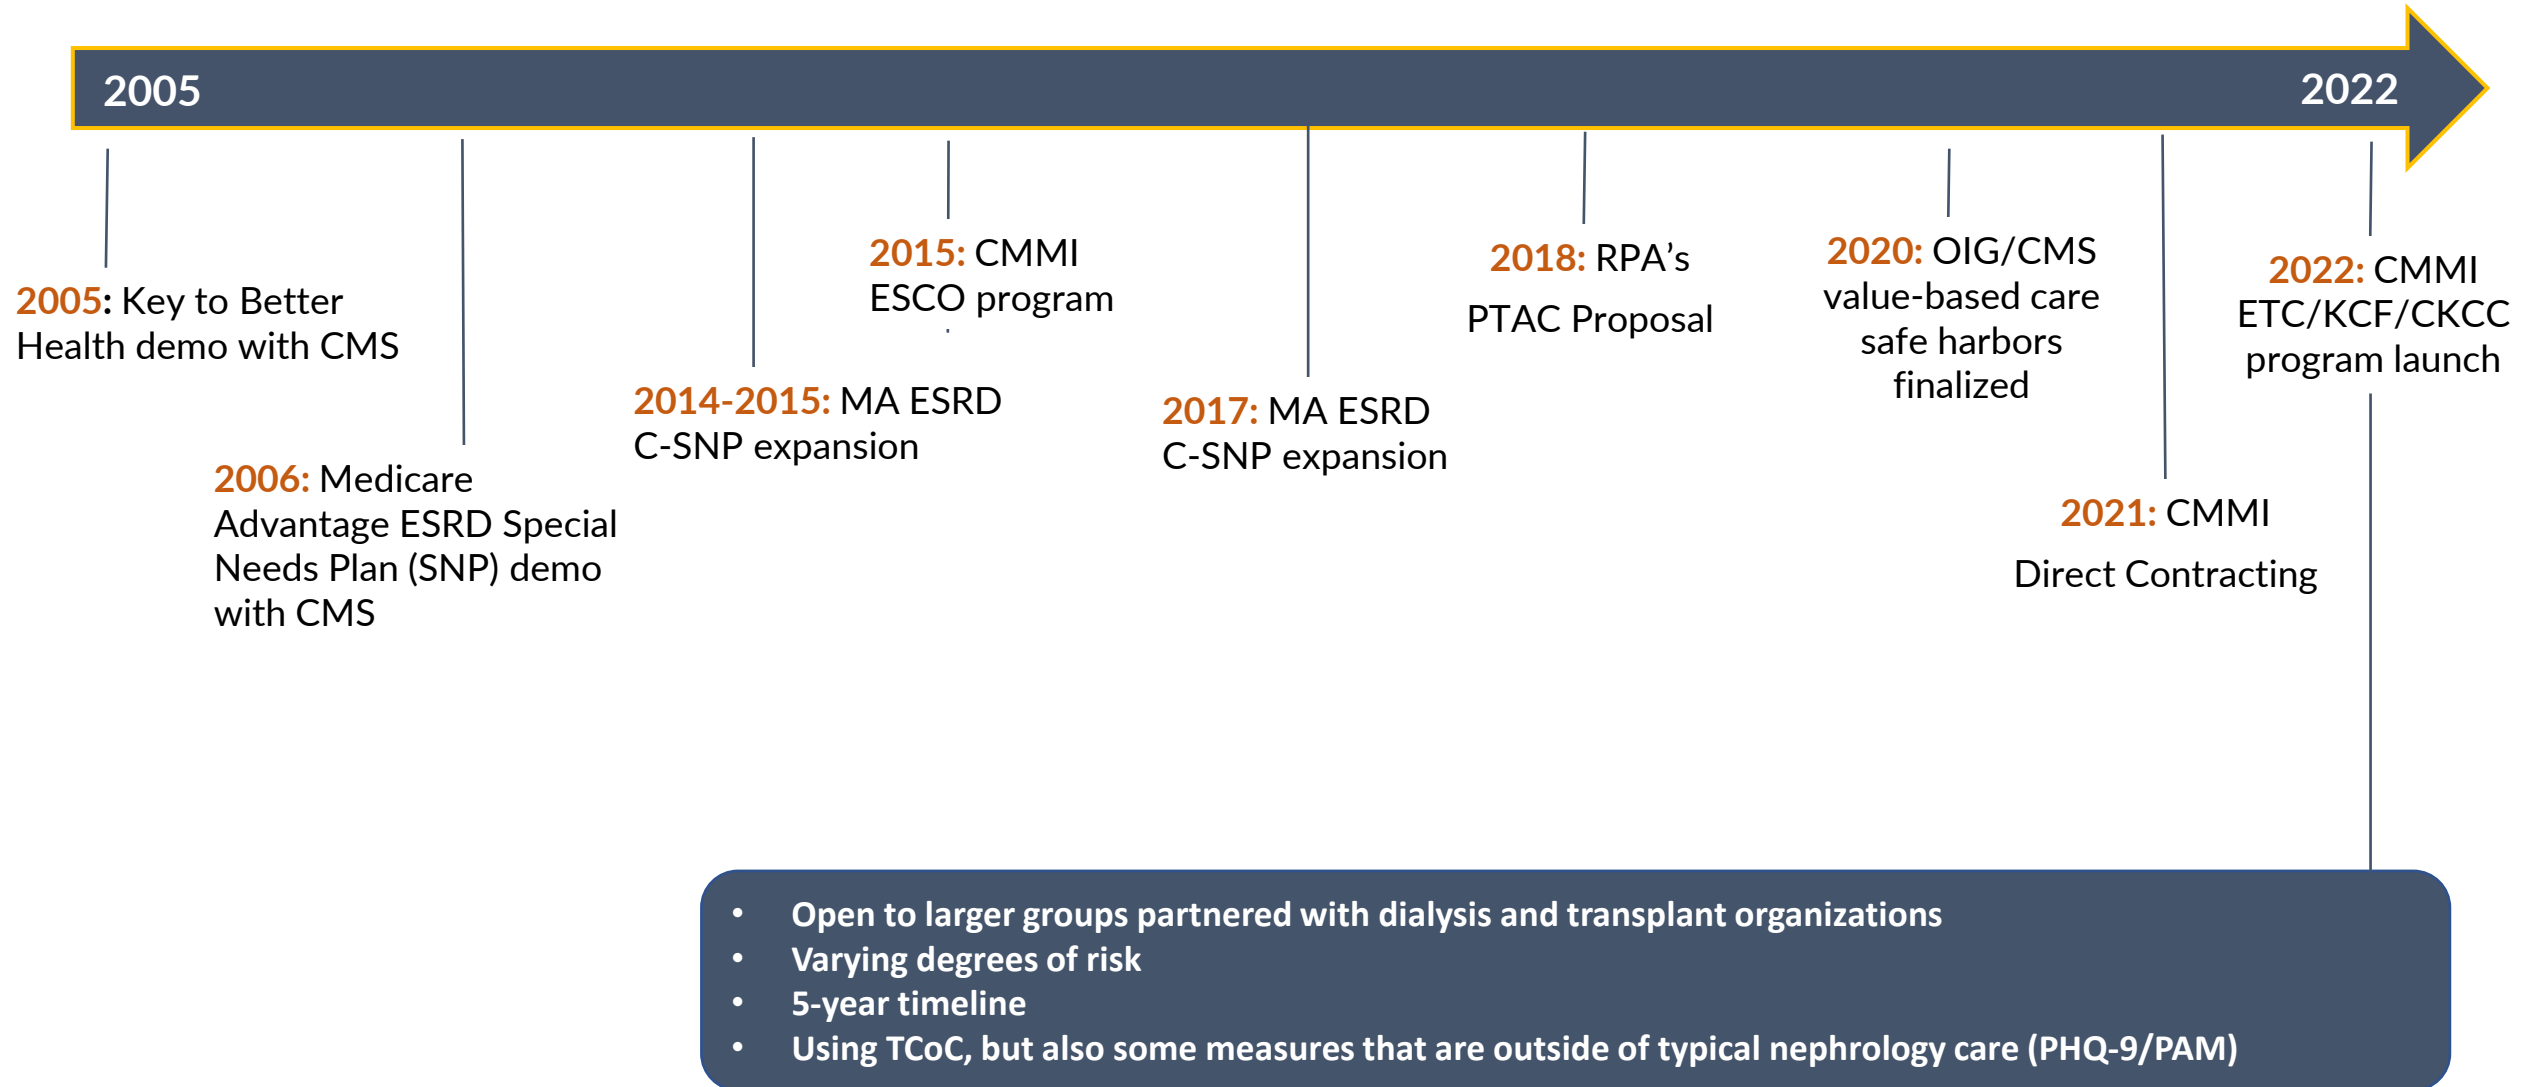 2005
2022
2005: Key to Better
Health demo with CMS
2006: Medicare
Advantage ESRD Special
Needs Plan (SNP) demo
with CMS
2014-2015: MA ESRD
C-SNP expansion
2015: CMMI
ESCO program
2017: MA ESRD
C-SNP expansion
2018: RPA’s
PTAC Proposal
2020: OIG/CMS
value-based care
safe harbors
finalized
2021: CMMI
Direct Contracting
2022: CMMI
ETC/KCF/CKCC
program launch
• Open to larger groups partnered with dialysis and transplant organizations
• Varying degrees of risk
• 5-year timeline
• Using TCoC, but also some measures that are outside of typical nephrology care (PHQ-9/PAM)